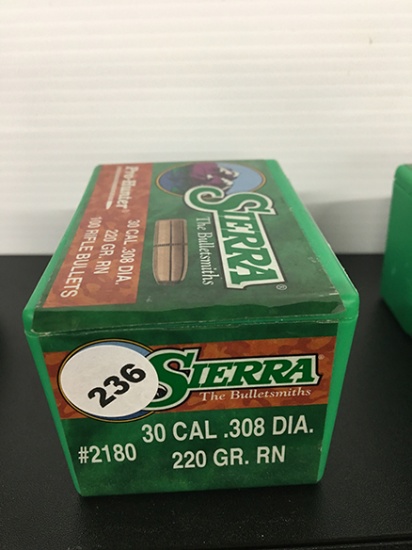 Pro-Hunter
30 CAL. .308 DIA.
220 GR. RN
100 RIFLE BULLETS
SIERRA®
The Bulletsmiths
236
SIERRA
The Bulletsmiths
#2180
30 CAL .308 DIA.
220 GR. RN